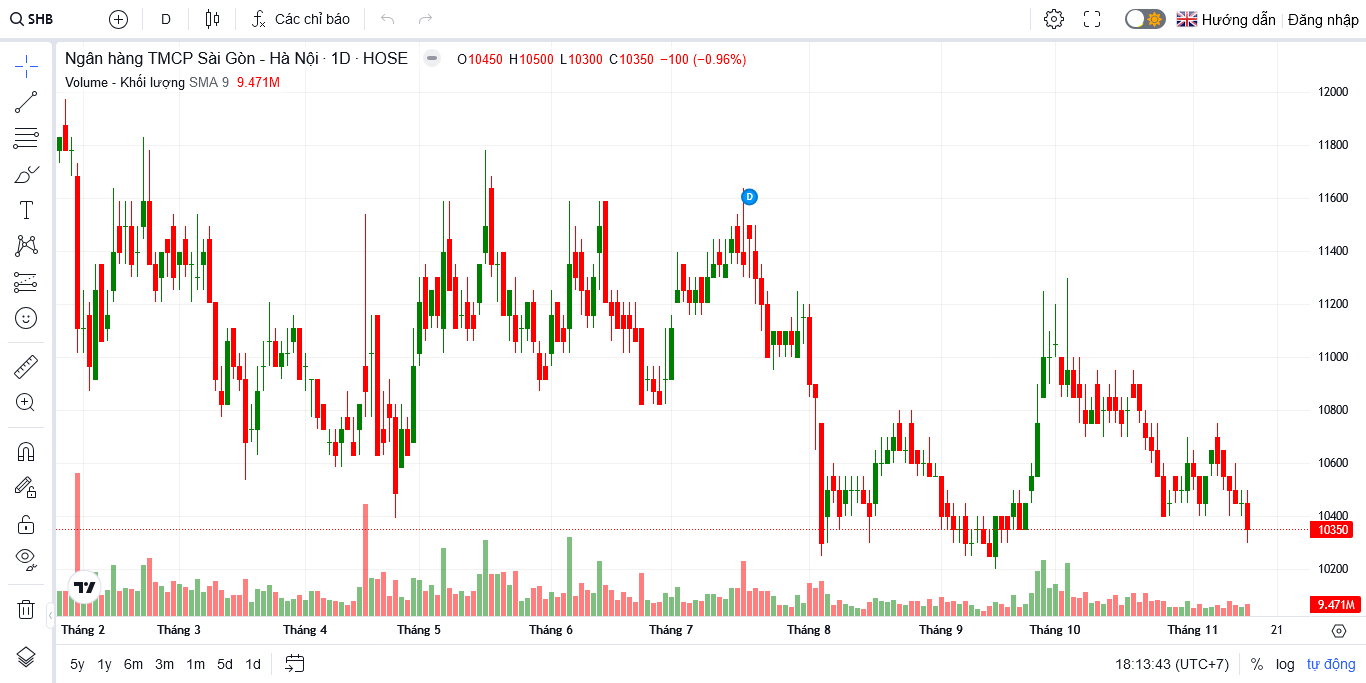 SHB D Các chỉ báo Hướng dẫn Đăng nhập
Ngân hàng TMCP Sài Gòn - Hà Nội · 1D · HOSE O10450 H10500 L10300 C10350 −100 (−0.96%)
Volume - Khối lượng SMA 9 9.471M
12000
11800
D
11600
11400
11200
11000
10800
10600
10400
10350
10200
9.471M
Tháng 2 Tháng 3 Tháng 4 Tháng 5 Tháng 6 Tháng 7 Tháng 8 Tháng 9 Tháng 10 Tháng 11 21
5y 1y 6m 3m 1m 5d 1d 18:13:43 (UTC+7) % log tự động